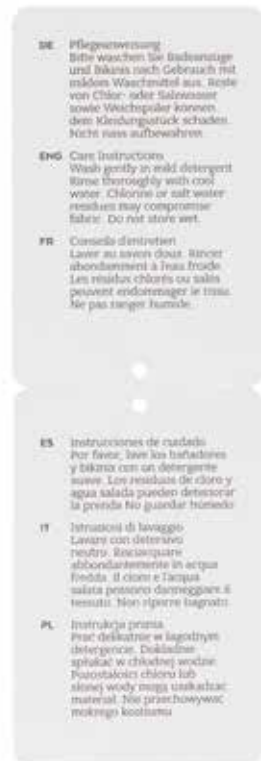 DE Pflegeanweisung
Bitte waschen Sie Badeanzüge
und Bikinis nach Gebrauch mit
mildem Waschmittel aus. Reste
von Chlor- oder Salzwasser
sowie Weichspüler können
dem Kleidungsstück schaden.
Nicht nass aufbewahren.
ENG Care Instructions
Wash gently in mild detergent
Rinse thoroughly with cool
water. Chlorine or salt water
residues may compromise
fabric. Do not store wet.
FR Conseils d'entretien
Laver au savon doux. Rincer
abondamment à l'eau froide.
Les résidus chlorés ou salés
peuvent endommager le tissu.
Ne pas ranger humide.
ES Instrucciones de cuidado
Por favor, lave los bañadores
y bikinis con un detergente
suave. Los residuos de cloro y
agua salada pueden deteriorar
la prenda No guardar húmedo
IT Istruzioni di lavaggio
Lavare con detersivo
neutro. Risciacquare
abbondantemente in acqua
fredda. Il cloro e l'acqua
salata possono danneggiare il
tessuto. Non riporre bagnato.
PL Instrukcja prania
Prać delikatnie w łagodnym
detergencie. Dokładnie
spłukać w chłodnej wodzie.
Pozostałości chloru lub
słonej wody mogą uszkadzać
materiał. Nie przechowywać
mokrego kostiumu